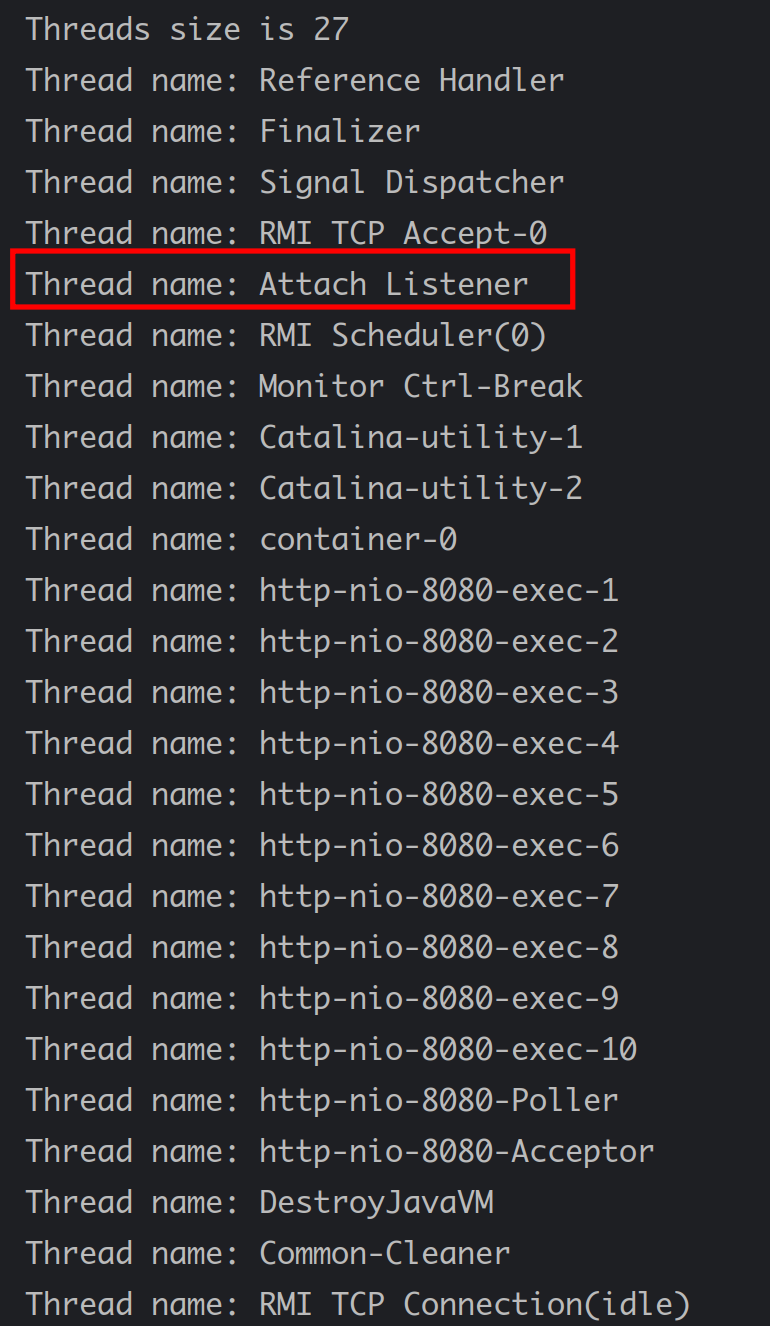 Threads size is 27
Thread name: Reference Handler
Thread name: Finalizer
Thread name: Signal Dispatcher
Thread name: RMI TCP Accept-0
Thread name: Attach Listener
Thread name: RMI Scheduler(0)
Thread name: Monitor Ctrl-Break
Thread name: Catalina-utility-1
Thread name: Catalina-utility-2
Thread name: container-0
Thread name: http-nio-8080-exec-1
Thread name: http-nio-8080-exec-2
Thread name: http-nio-8080-exec-3
Thread name: http-nio-8080-exec-4
Thread name: http-nio-8080-exec-5
Thread name: http-nio-8080-exec-6
Thread name: http-nio-8080-exec-7
Thread name: http-nio-8080-exec-8
Thread name: http-nio-8080-exec-9
Thread name: http-nio-8080-exec-10
Thread name: http-nio-8080-Poller
Thread name: http-nio-8080-Acceptor
Thread name: DestroyJavaVM
Thread name: Common-Cleaner
Thread name: RMI TCP Connection(idle)